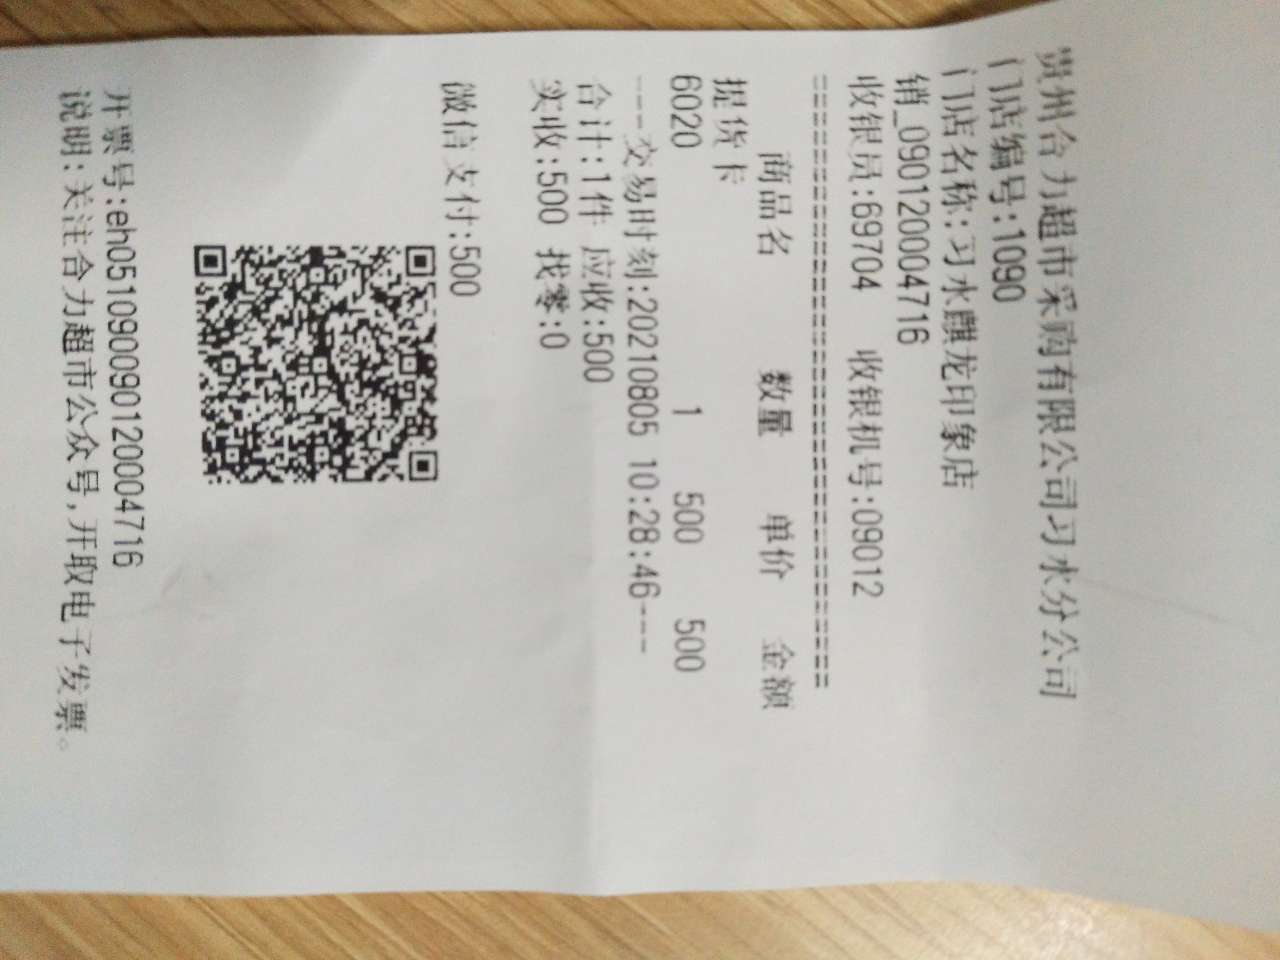 贵州合力超市采购有限公司习水分公司
门店编号:1090
门店名称:习水麒龙印象店
销_0901200004716
收银员:69704 收银机号:09012
================================
商品名 数量 单价 金额
提货卡
6020 1 500 500
---交易时刻:20210805 10:28:46---
合计:1件 应收:500
实收:500 找零:0
微信支付:500
开票号:eh051090090120004716
说明:关注合力超市公众号,开取电子发票。